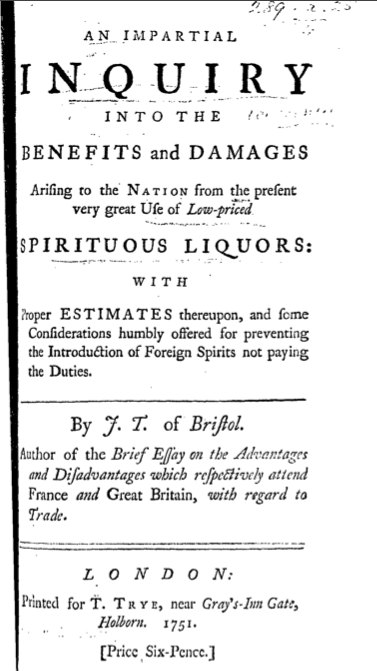 389. a. 25
AN IMPARTIAL
INQUIRY
INTO THE
BENEFITS and DAMAGES
Ariſing to the NATION from the preſent
very great Uſe of Low-priced
SPIRITUOUS LIQUORS:
WITH
Proper ESTIMATES thereupon, and ſome
Conſiderations humbly offered for preventing
the Introduction of Foreign Spirits not paying
the Duties.
By J. T. of Briſtol.
Author of the Brief Eſſay on the Advantages
and Diſadvantages which reſpectively attend
France and Great Britain, with regard to
Trade.
LONDON:
Printed for T. TRYE, near Gray's-Inn Gate,
Holborn. 1751.
[Price Six-Pence.]